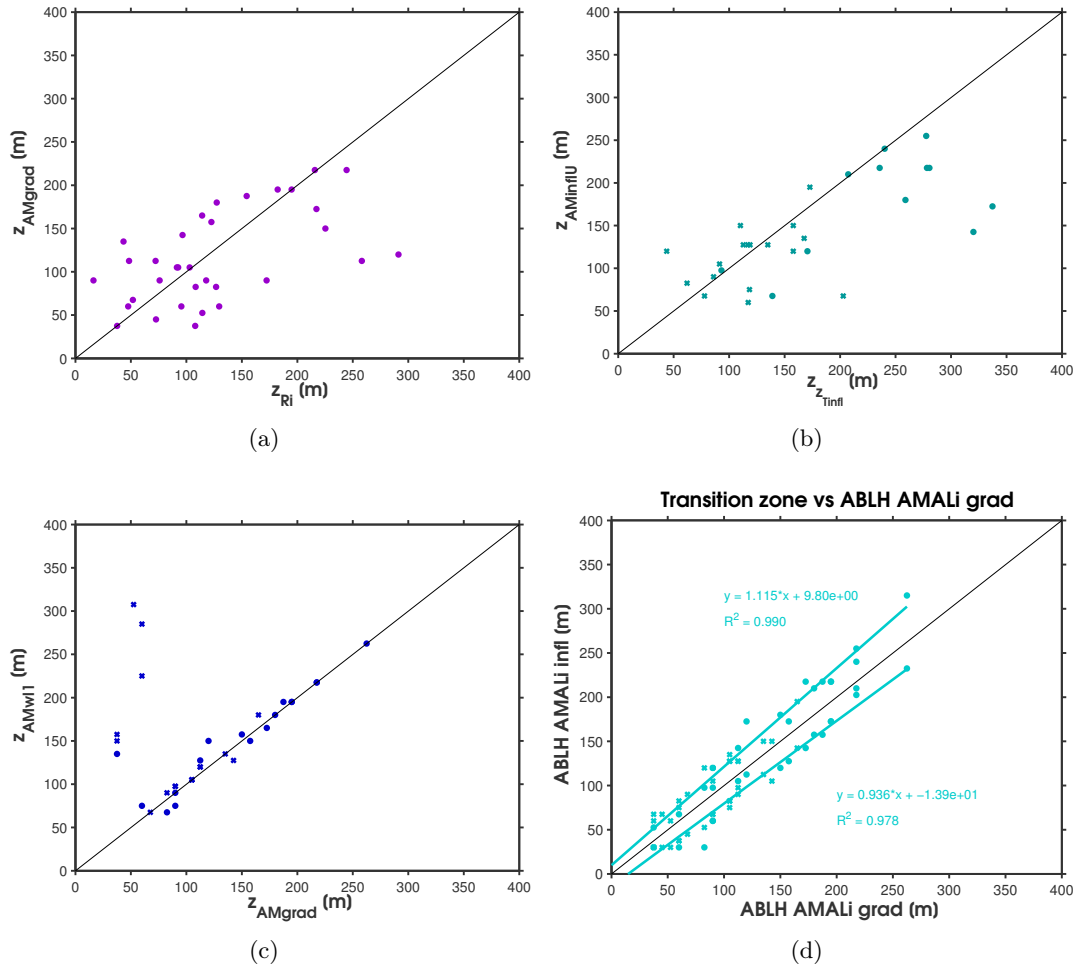 400
350
300
250
200
150
100
50
0
z_AMgrad (m)
0 50 100 150 200 250 300 350 400
z_Ri (m)
(a)
400
350
300
250
200
150
100
50
0
z_AMinflU (m)
0 50 100 150 200 250 300 350 400
z_z_Tinfl (m)
(b)
400
350
300
250
200
150
100
50
0
z_AMwl1 (m)
0 50 100 150 200 250 300 350 400
z_AMgrad (m)
(c)
Transition zone vs ABLH AMALi grad
400
350
300
250
200
150
100
50
0
ABLH AMALi infl (m)
y = 1.115*x + 9.80e+00
R² = 0.990
y = 0.936*x + −1.39e+01
R² = 0.978
0 50 100 150 200 250 300 350 400
ABLH AMALi grad (m)
(d)